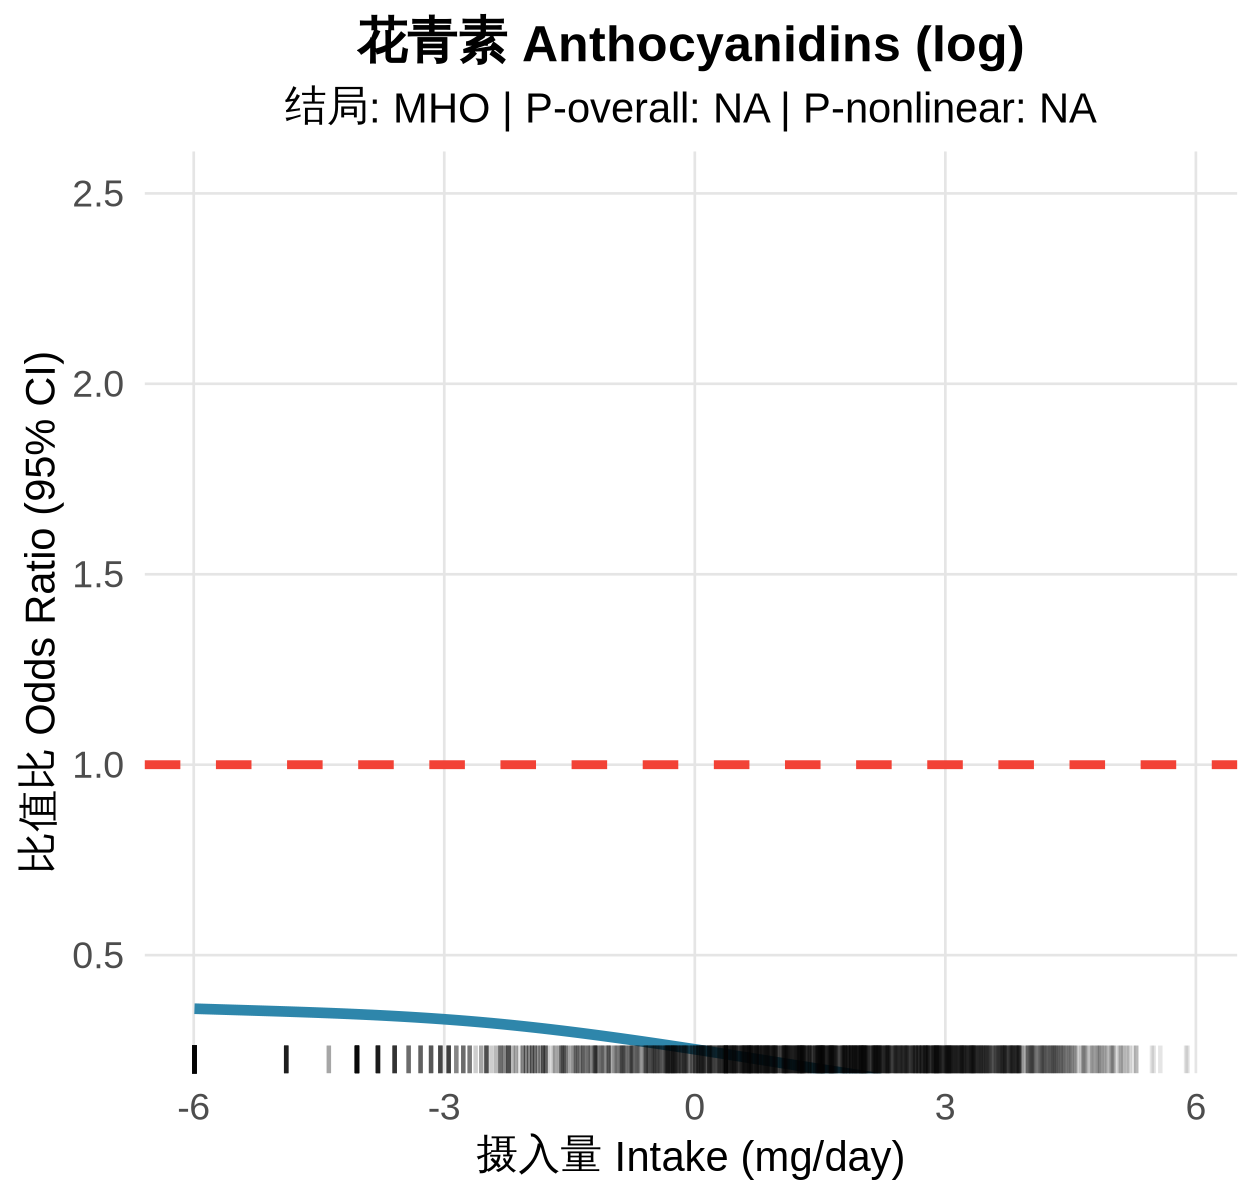 花青素 Anthocyanidins (log)
结局: MHO | P-overall: NA | P-nonlinear: NA
比值比 Odds Ratio (95% CI)
2.5
2.0
1.5
1.0
0.5
-6 -3 0 3 6
摄入量 Intake (mg/day)